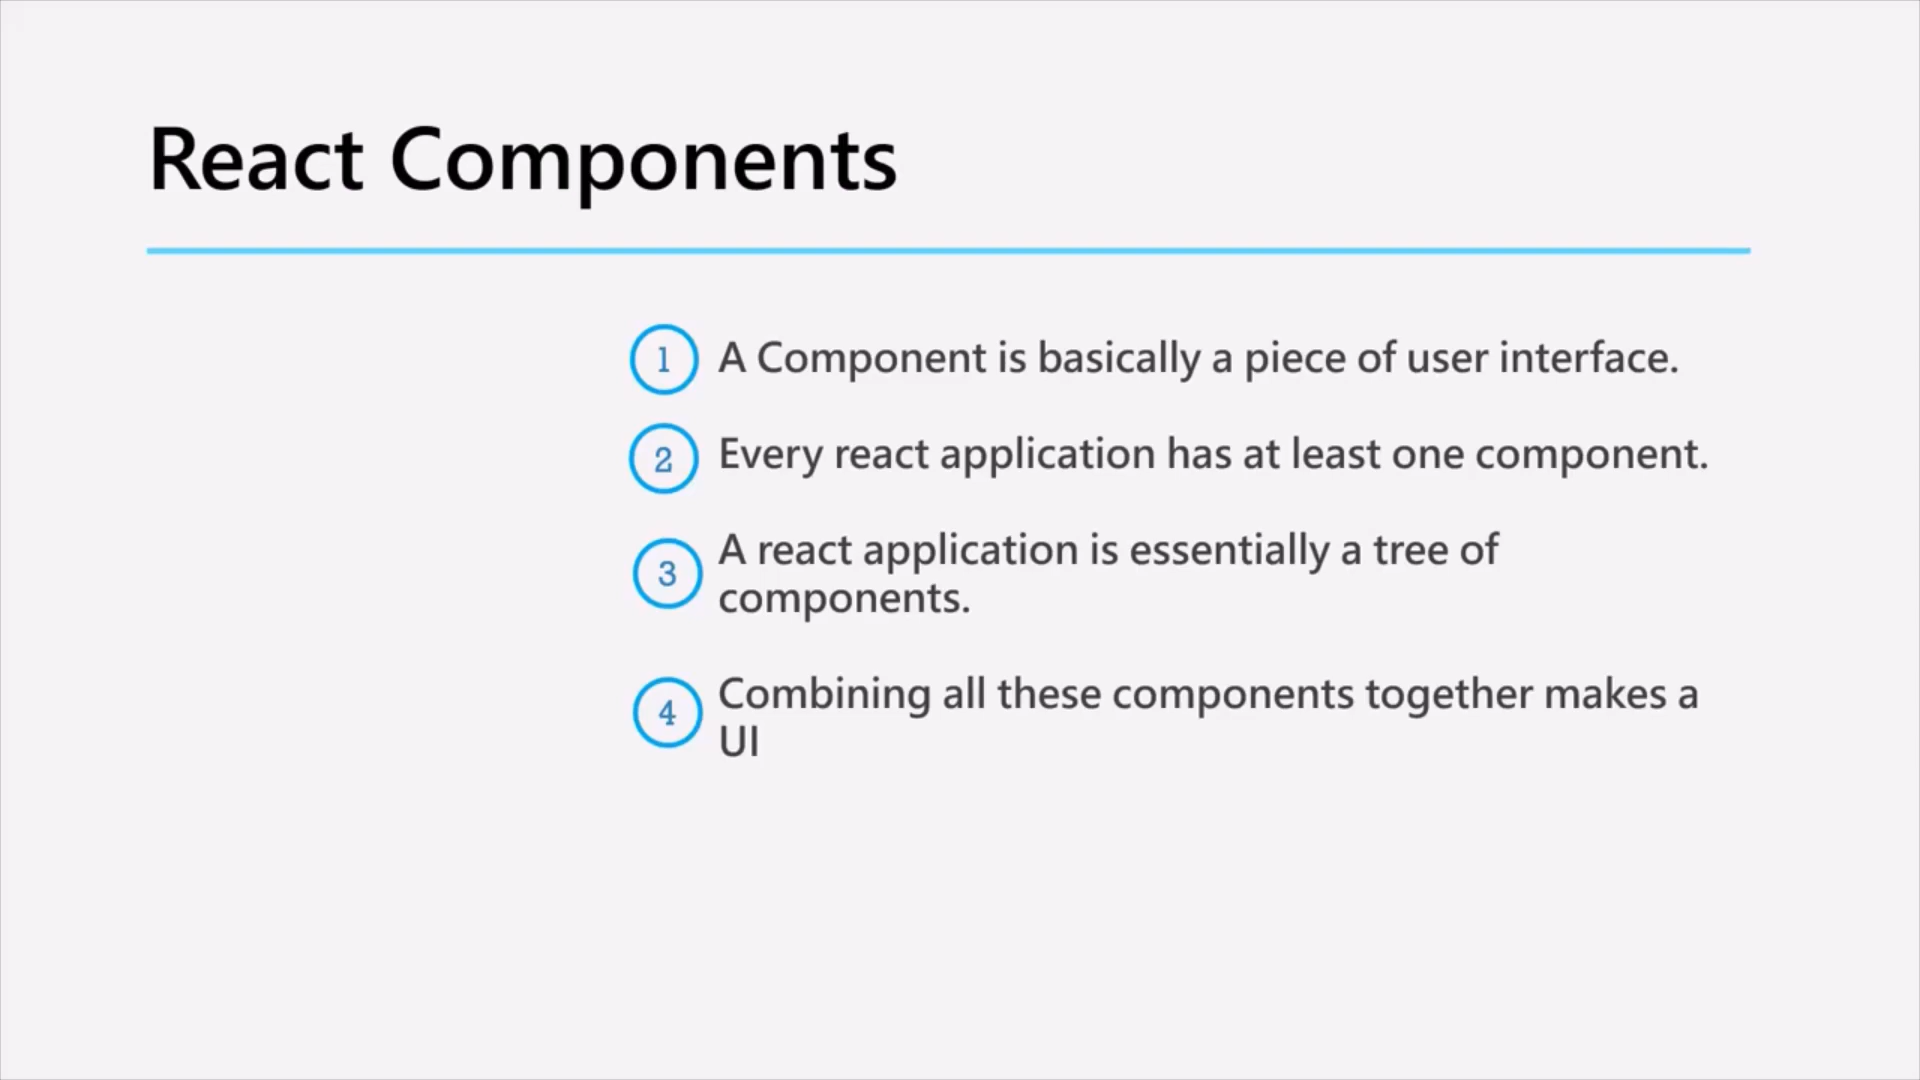 React Components
1 A Component is basically a piece of user interface.
2 Every react application has at least one component.
3 A react application is essentially a tree of
components.
4 Combining all these components together makes a
UI